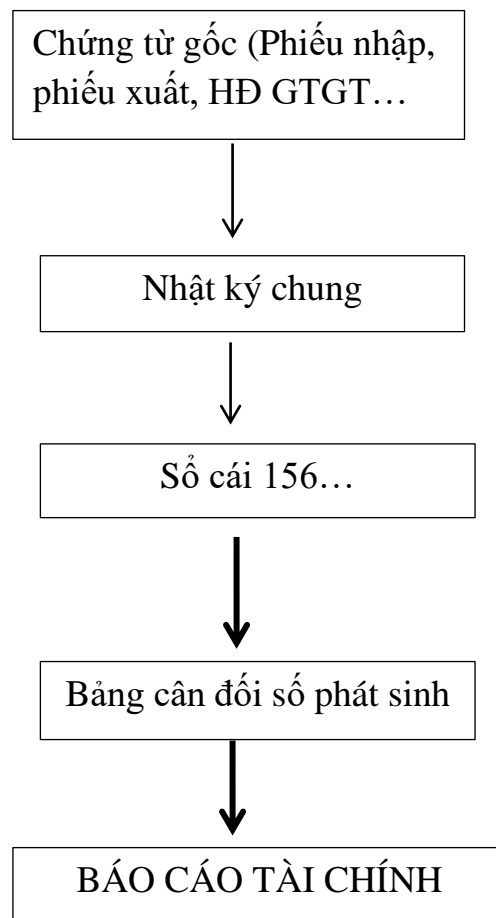 Chứng từ gốc (Phiếu nhập,
phiếu xuất, HĐ GTGT…
Nhật ký chung
Sổ cái 156…
Bảng cân đối số phát sinh
BÁO CÁO TÀI CHÍNH